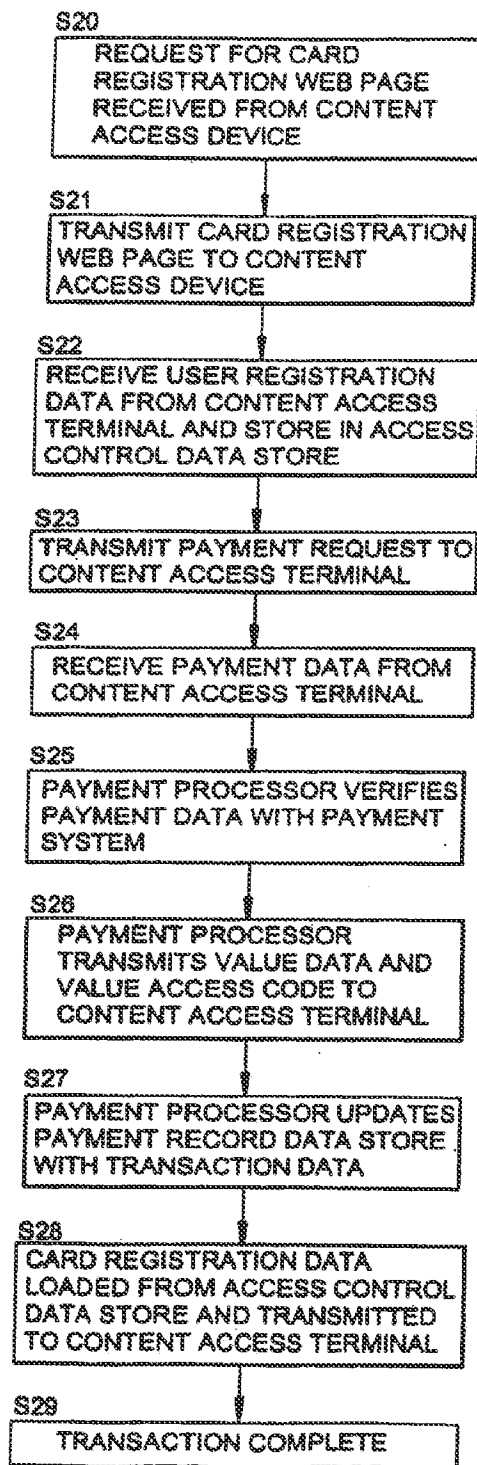 S20
REQUEST FOR CARD
REGISTRATION WEB PAGE
RECEIVED FROM CONTENT
ACCESS DEVICE
S21
TRANSMIT CARD REGISTRATION
WEB PAGE TO CONTENT
ACCESS DEVICE
S22
RECEIVE USER REGISTRATION
DATA FROM CONTENT ACCESS
TERMINAL AND STORE IN ACCESS
CONTROL DATA STORE
S23
TRANSMIT PAYMENT REQUEST TO
CONTENT ACCESS TERMINAL
S24
RECEIVE PAYMENT DATA FROM
CONTENT ACCESS TERMINAL
S25
PAYMENT PROCESSOR VERIFIES
PAYMENT DATA WITH PAYMENT
SYSTEM
S26
PAYMENT PROCESSOR
TRANSMITS VALUE DATA AND
VALUE ACCESS CODE TO
CONTENT ACCESS TERMINAL
S27
PAYMENT PROCESSOR UPDATES
PAYMENT RECORD DATA STORE
WITH TRANSACTION DATA
S28
CARD REGISTRATION DATA
LOADED FROM ACCESS CONTROL
DATA STORE AND TRANSMITTED
TO CONTENT ACCESS TERMINAL
S29
TRANSACTION COMPLETE